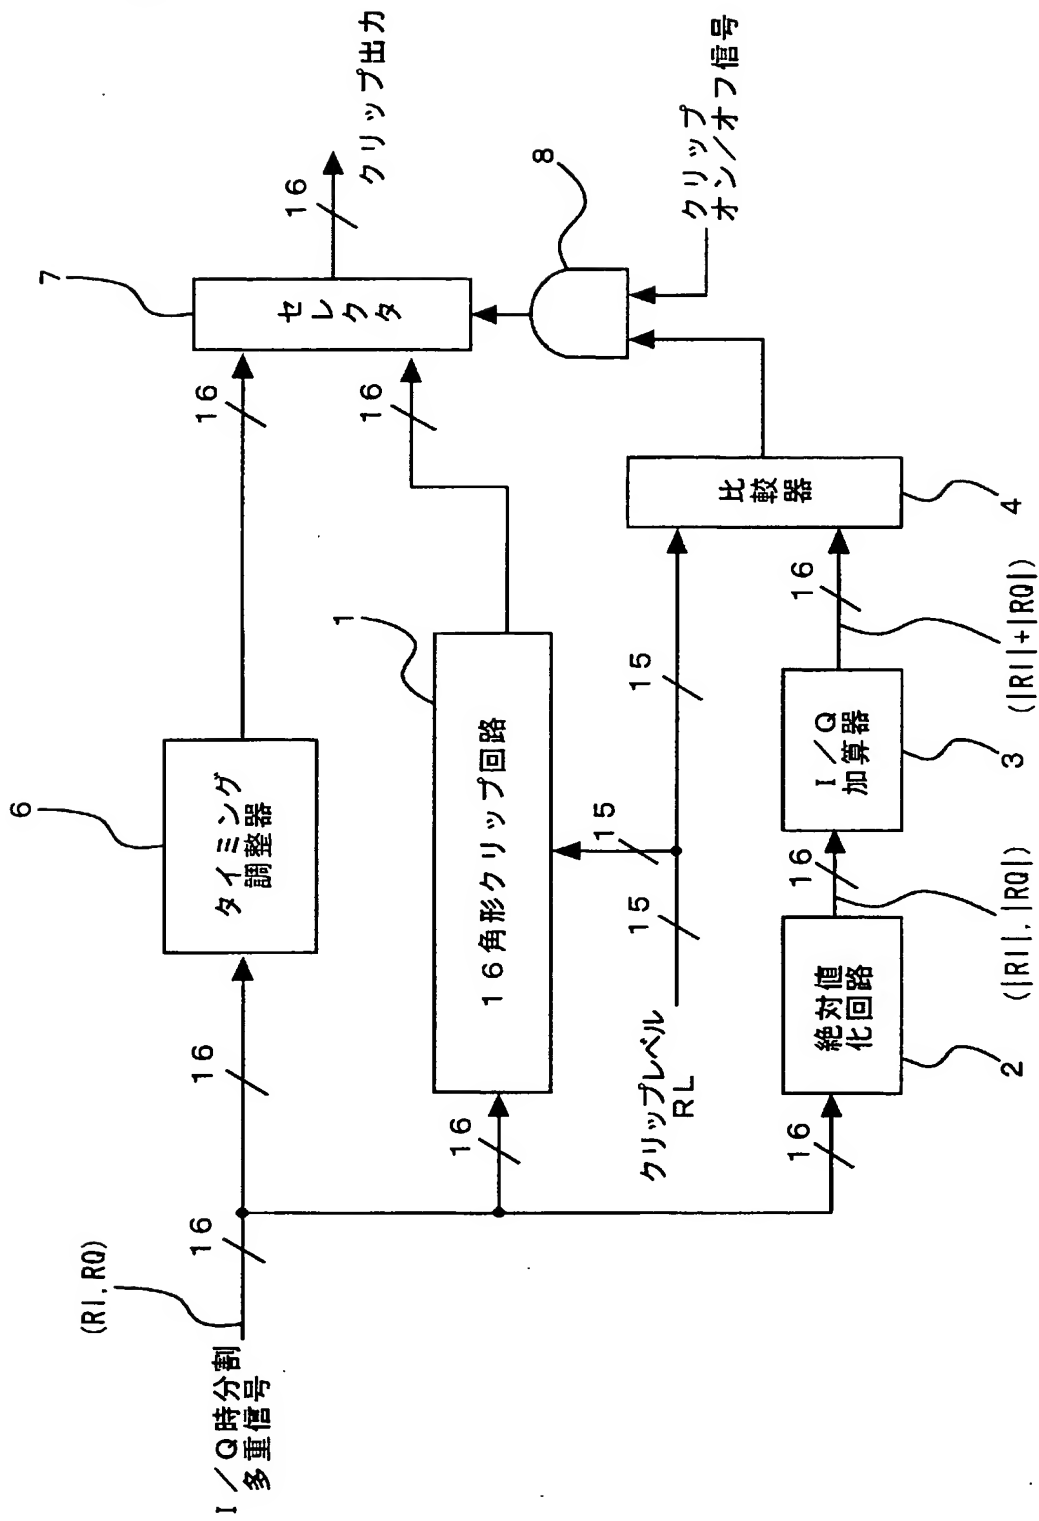 I/Q時分割
多重信号
(RI,RQ)
16
16
6
タイミング
調整器
16
7
セレクタ
16
クリップ出力
16
1
16角形クリップ回路
16
クリップレベル
RL
15
15
15
8
クリップ
オン/オフ信号
16
2
絶対値
化回路
16
(|RI|,|RQ|)
3
I/Q
加算器
16
(|RI|+|RQ|)
4
比較器